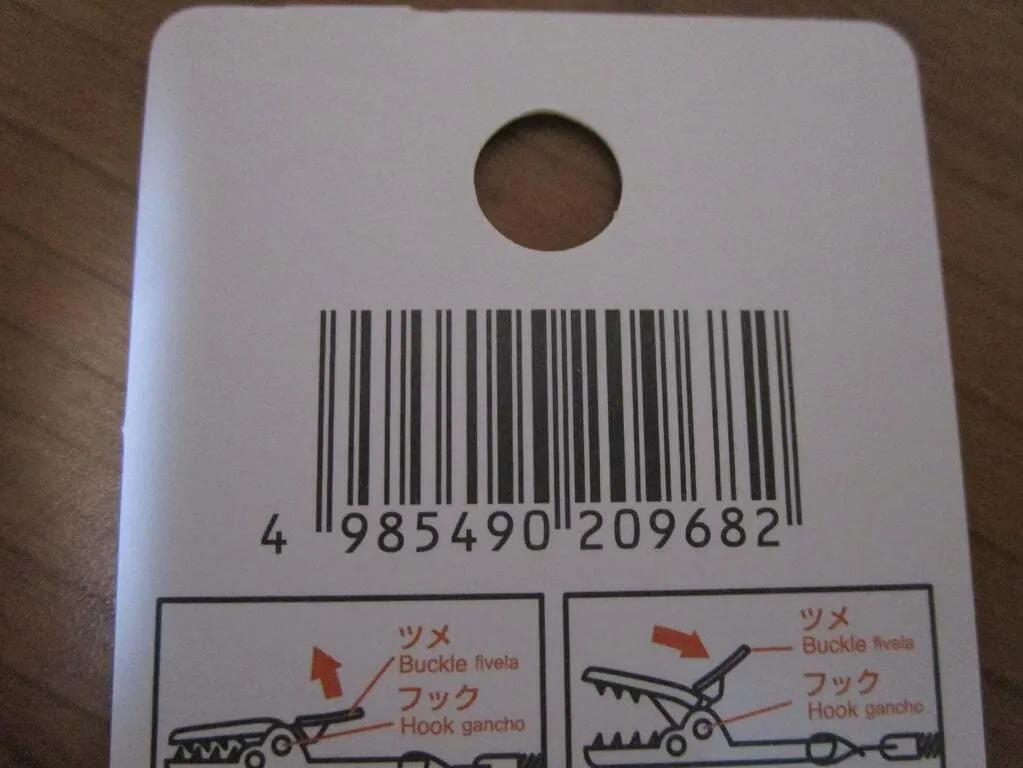 4 985490 209682
ツメ
Buckle fivela
フック
Hook gancho
ツメ
Buckle fivela
フック
Hook gancho